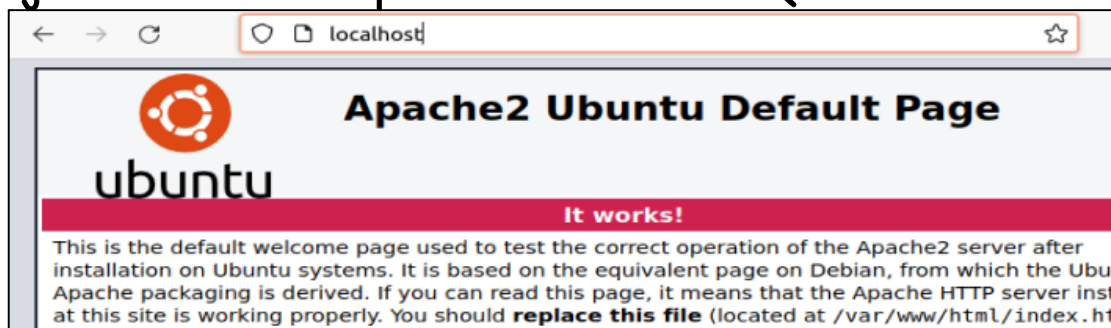 localhost
Apache2 Ubuntu Default Page
ubuntu
It works!
This is the default welcome page used to test the correct operation of the Apache2 server after
installation on Ubuntu systems. It is based on the equivalent page on Debian, from which the Ubu
Apache packaging is derived. If you can read this page, it means that the Apache HTTP server inst
at this site is working properly. You should replace this file (located at /var/www/html/index.ht